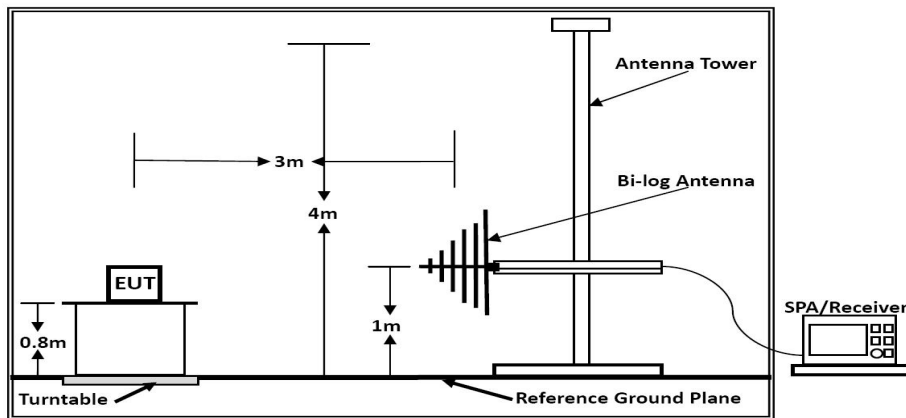 Antenna Tower
3m
Bi-log Antenna
4m
EUT
SPA/Receiver
0.8m
1m
Turntable
Reference Ground Plane